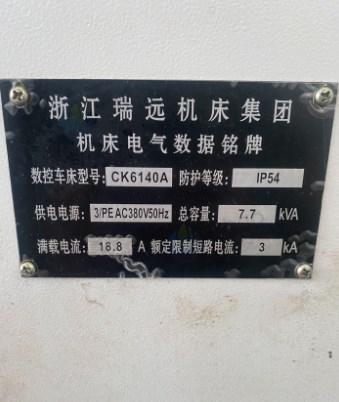 浙江瑞远机床集团
机床电气数据铭牌
数控车床型号: CK6140A 防护等级: IP54
供电电源: 3/PE AC380V50Hz 总容量: 7.7 kVA
满载电流: 18.8 A 额定限制短路电流: 3 kA